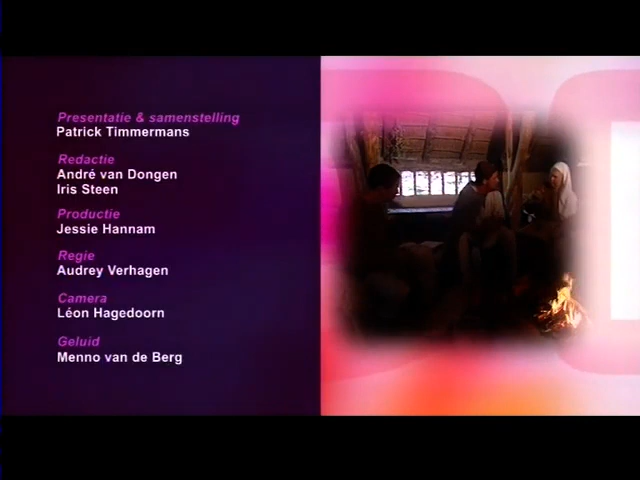 Presentatie & samenstelling
Patrick Timmermans
Redactie
André van Dongen
Iris Steen
Productie
Jessie Hannam
Regie
Audrey Verhagen
Camera
Léon Hagedoorn
Geluid
Menno van de Berg